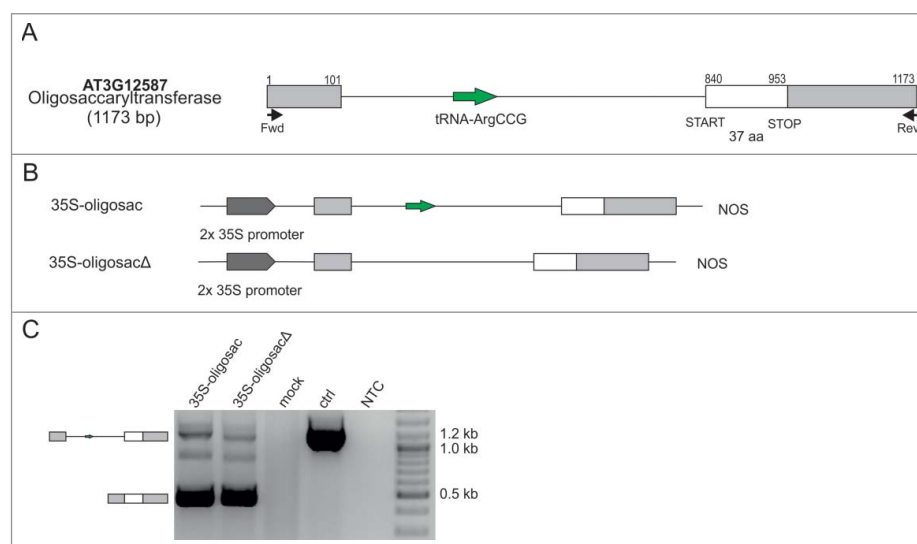 A
AT3G12587
Oligosaccaryltransferase
(1173 bp)
1 101 840 953 1173
Fwd
tRNA-ArgCCG
START STOP
Rev
37 aa
B
35S-oligosac
2x 35S promoter
NOS
35S-oligosacΔ
2x 35S promoter
NOS
C
35S-oligosac 35S-oligosacΔ mock ctrl NTC
1.2 kb
1.0 kb
0.5 kb